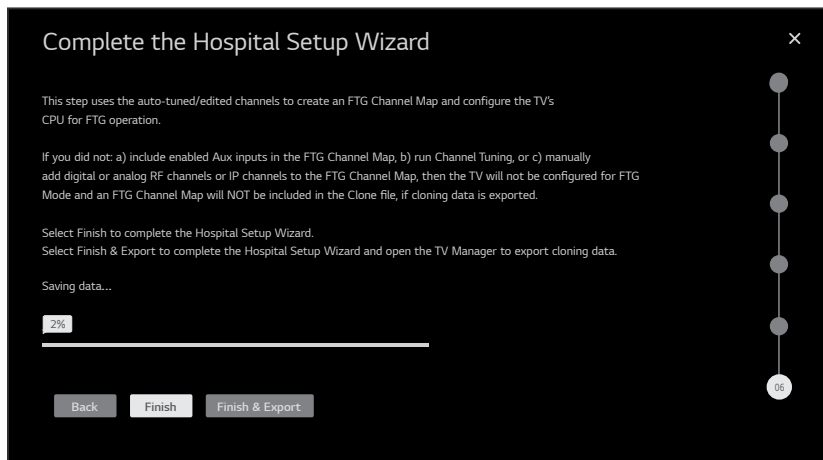 Complete the Hospital Setup Wizard
×
This step uses the auto-tuned/edited channels to create an FTG Channel Map and configure the TV's
CPU for FTG operation.
If you did not: a) include enabled Aux inputs in the FTG Channel Map, b) run Channel Tuning, or c) manually
add digital or analog RF channels or IP channels to the FTG Channel Map, then the TV will not be configured for FTG
Mode and an FTG Channel Map will NOT be included in the Clone file, if cloning data is exported.
Select Finish to complete the Hospital Setup Wizard.
Select Finish & Export to complete the Hospital Setup Wizard and open the TV Manager to export cloning data.
Saving data...
2%
06
Back Finish Finish & Export